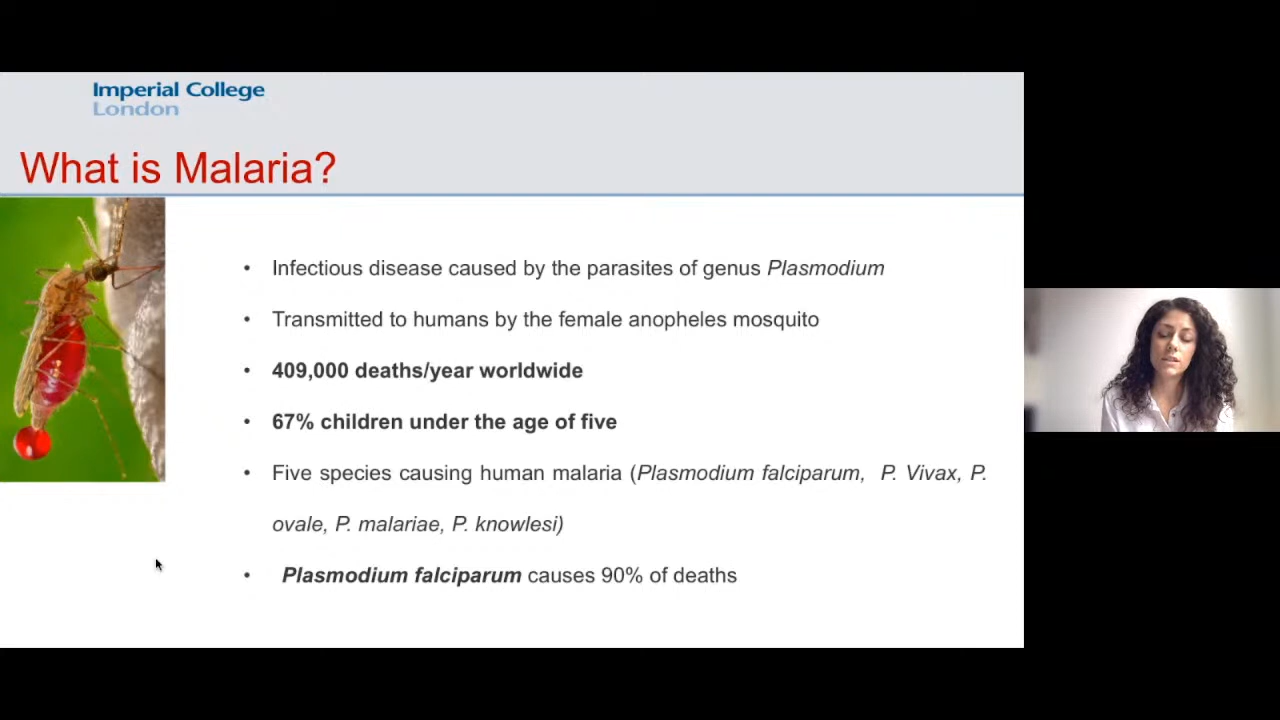 Imperial College
London
What is Malaria?
• Infectious disease caused by the parasites of genus Plasmodium
• Transmitted to humans by the female anopheles mosquito
• 409,000 deaths/year worldwide
• 67% children under the age of five
• Five species causing human malaria (Plasmodium falciparum, P. Vivax, P.
ovale, P. malariae, P. knowlesi)
• Plasmodium falciparum causes 90% of deaths